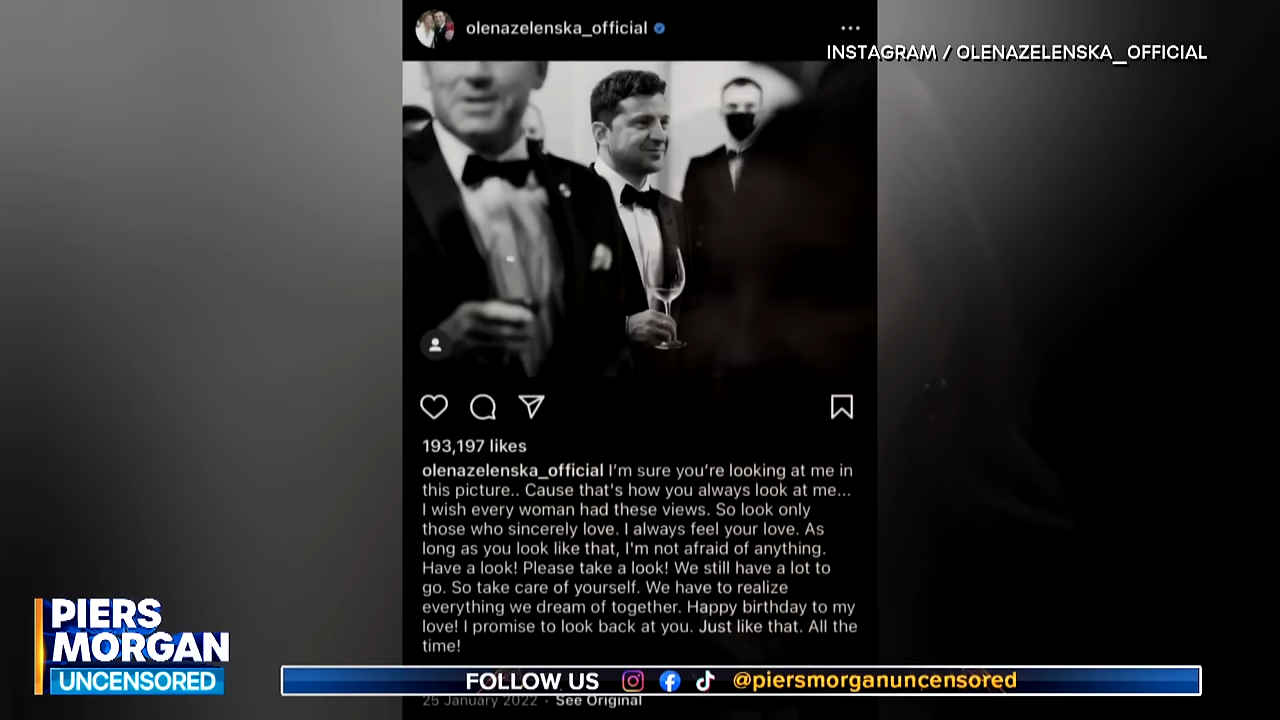 olenazelenska_official
INSTAGRAM / OLENAZELENSKA_OFFICIAL
193,197 likes
olenazelenska_official I'm sure you're looking at me in
this picture.. Cause that's how you always look at me...
I wish every woman had these views. So look only
those who sincerely love. I always feel your love. As
long as you look like that, I'm not afraid of anything.
Have a look! Please take a look! We still have a lot to
go. So take care of yourself. We have to realize
everything we dream of together. Happy birthday to my
love! I promise to look back at you. Just like that. All the
time!
25 January 2022 · See Original
PIERS
MORGAN
UNCENSORED
FOLLOW US @piersmorganuncensored